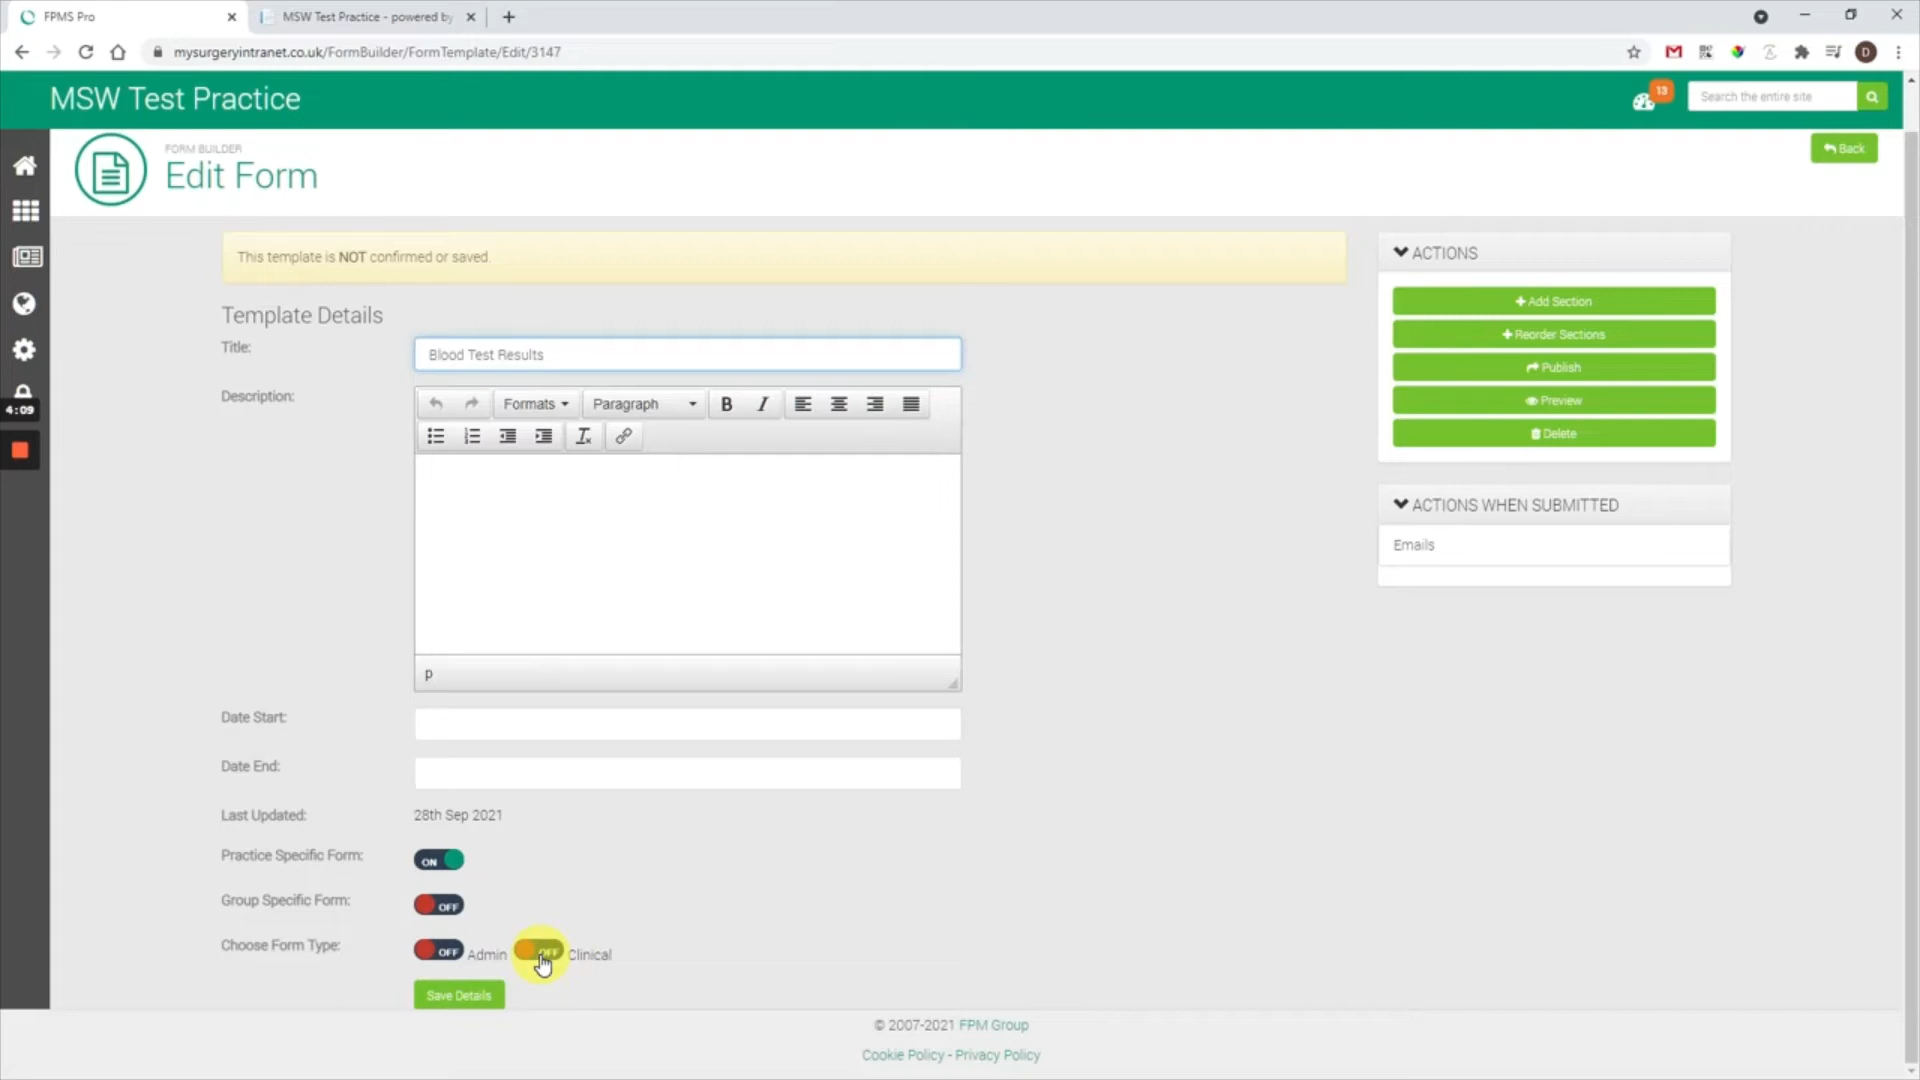 FPMS Pro
MSW Test Practice - powered by
mysurgeryintranet.co.uk/FormBuilder/FormTemplate/Edit/3147
D
MSW Test Practice
13
Search the entire site
FORM BUILDER
Edit Form
Back
This template is NOT confirmed or saved.
ACTIONS
Add Section
Reorder Sections
Publish
Preview
Delete
Template Details
Title:
Blood Test Results
Description:
Formats
Paragraph
B I
p
4:09
ACTIONS WHEN SUBMITTED
Emails
Date Start:
Date End:
Last Updated:
28th Sep 2021
Practice Specific Form:
ON
Group Specific Form:
OFF
Choose Form Type:
OFF Admin OFF Clinical
Save Details
© 2007-2021 FPM Group
Cookie Policy - Privacy Policy